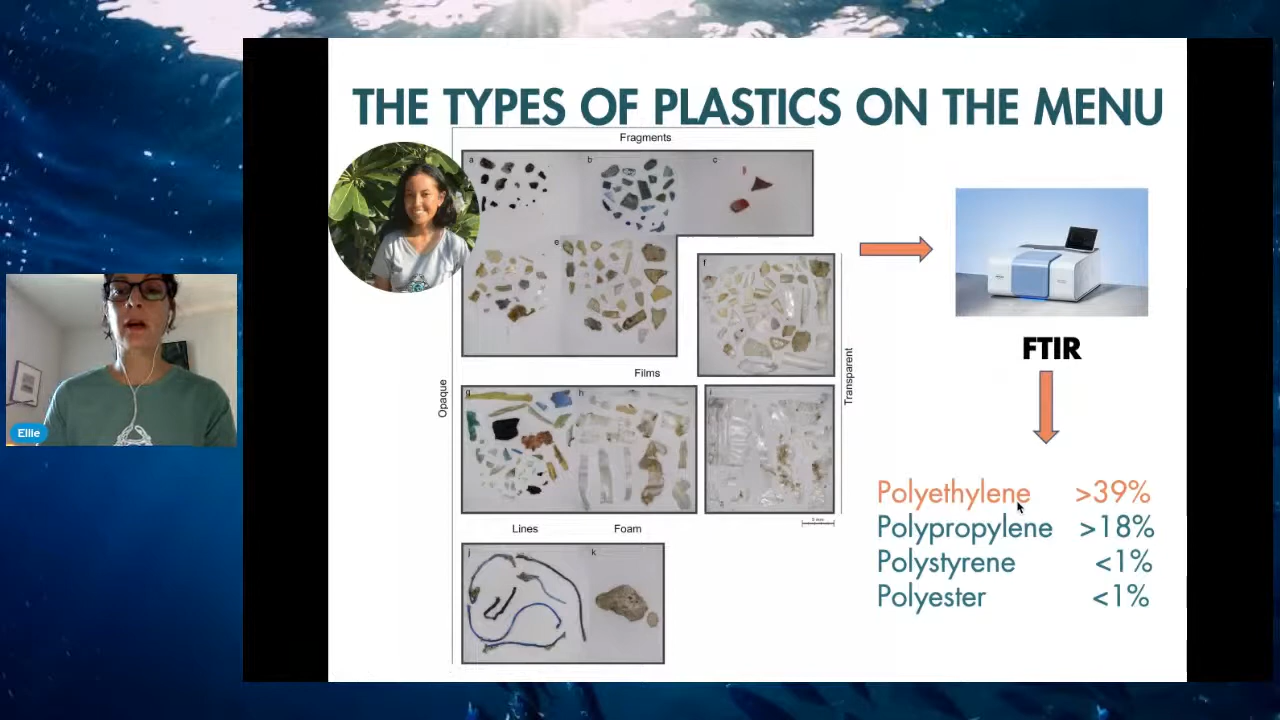 THE TYPES OF PLASTICS ON THE MENU
Fragments
a
b
c
e
f
Opaque
Films
Transparent
g
h
i
Lines
Foam
j
k
FTIR
Polyethylene >39%
Polypropylene >18%
Polystyrene <1%
Polyester <1%
Ellie